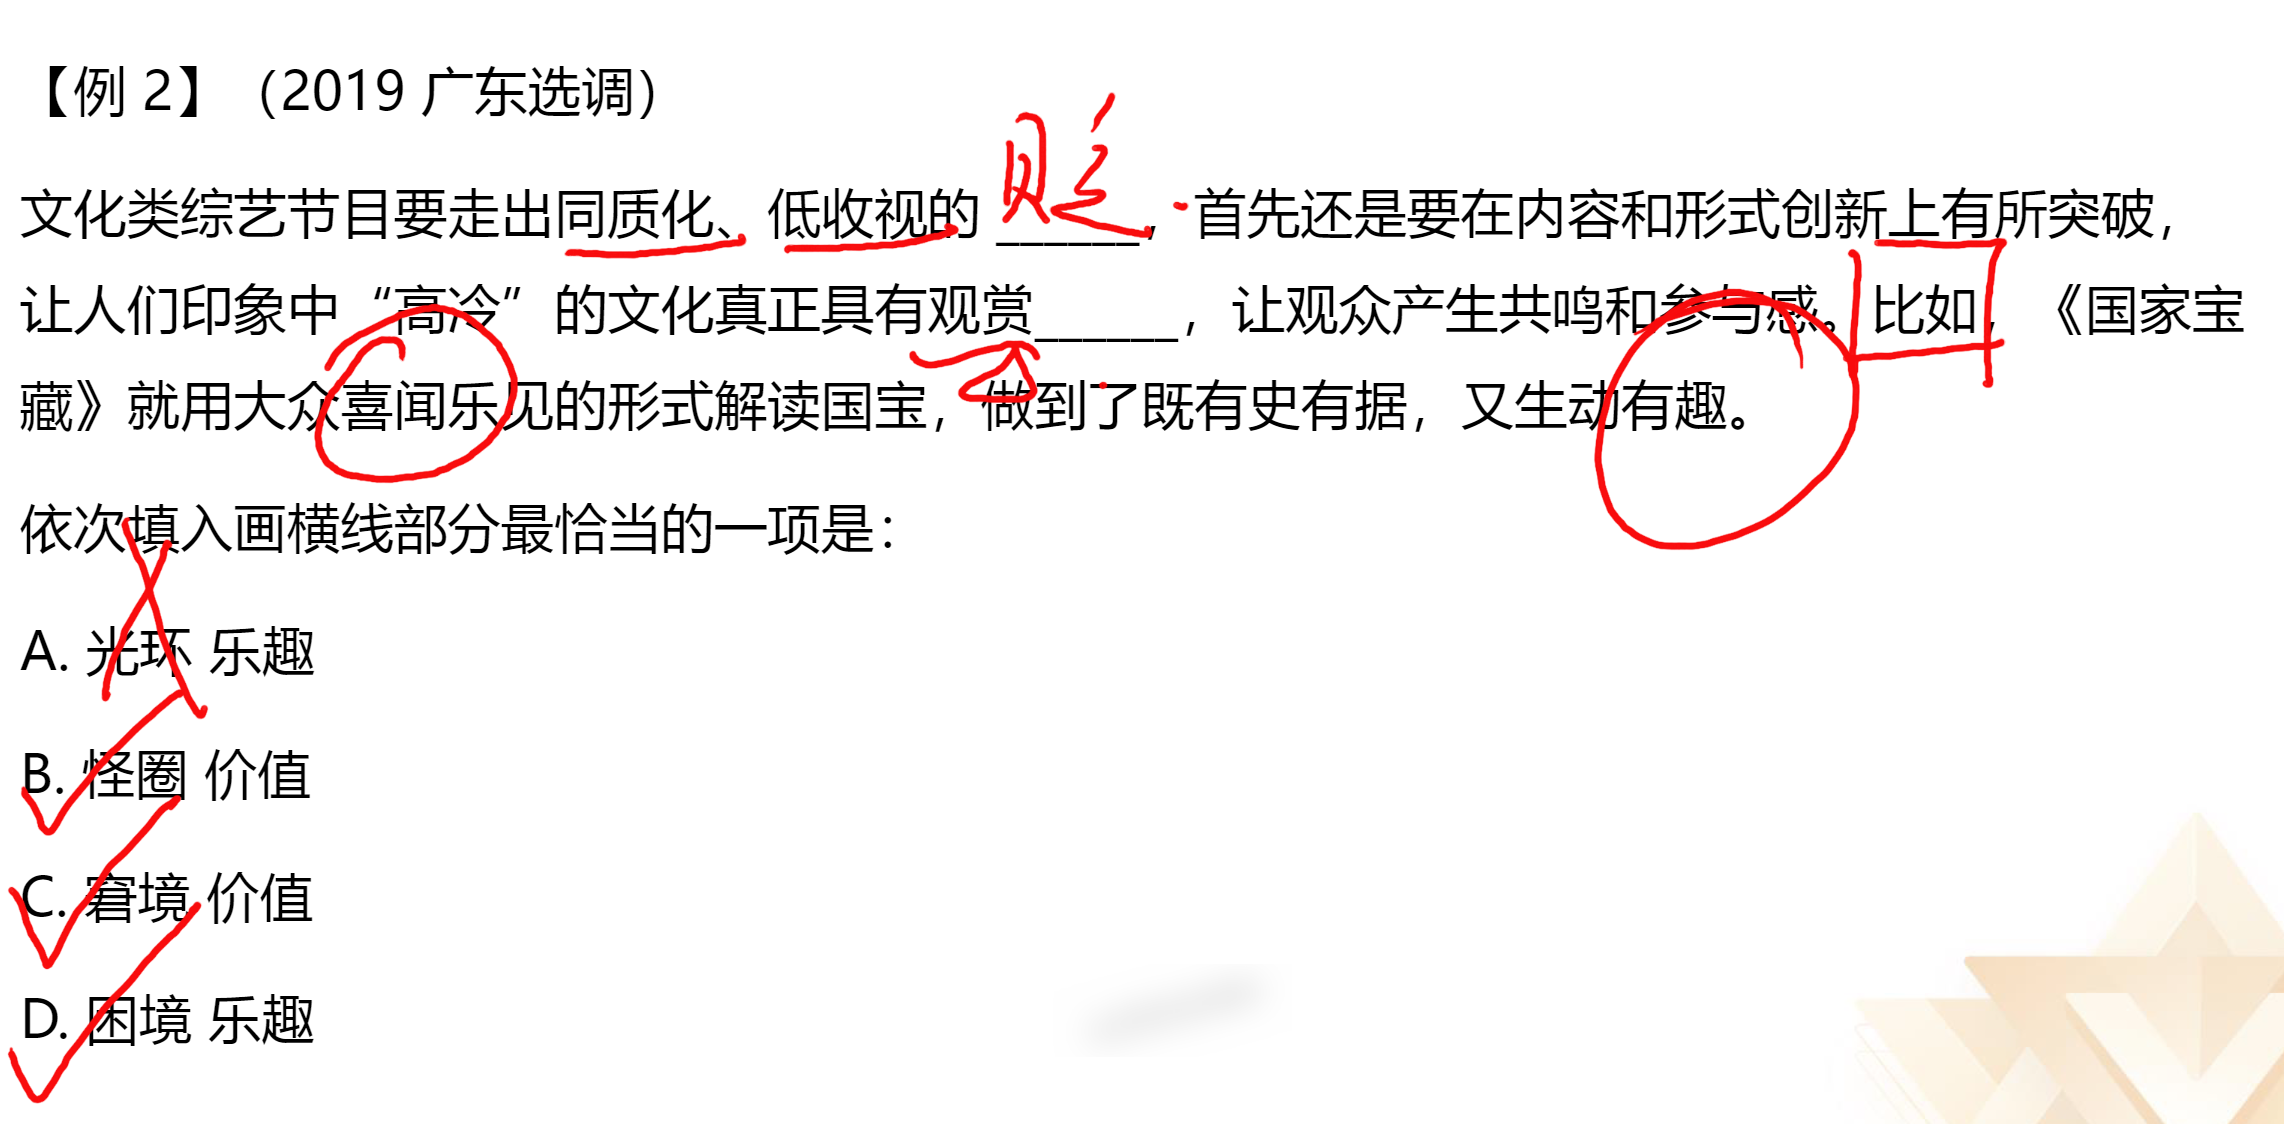 【例 2】（2019 广东选调）
贬
文化类综艺节目要走出同质化、低收视的 ______，首先还是要在内容和形式创新上有所突破，
让人们印象中“高冷”的文化真正具有观赏______，让观众产生共鸣和参与感。比如，《国家宝
藏》就用大众喜闻乐见的形式解读国宝，做到了既有史有据，又生动有趣。
依次填入画横线部分最恰当的一项是：
A. 光环 乐趣
B. 怪圈 价值
C. 窘境 价值
D. 困境 乐趣